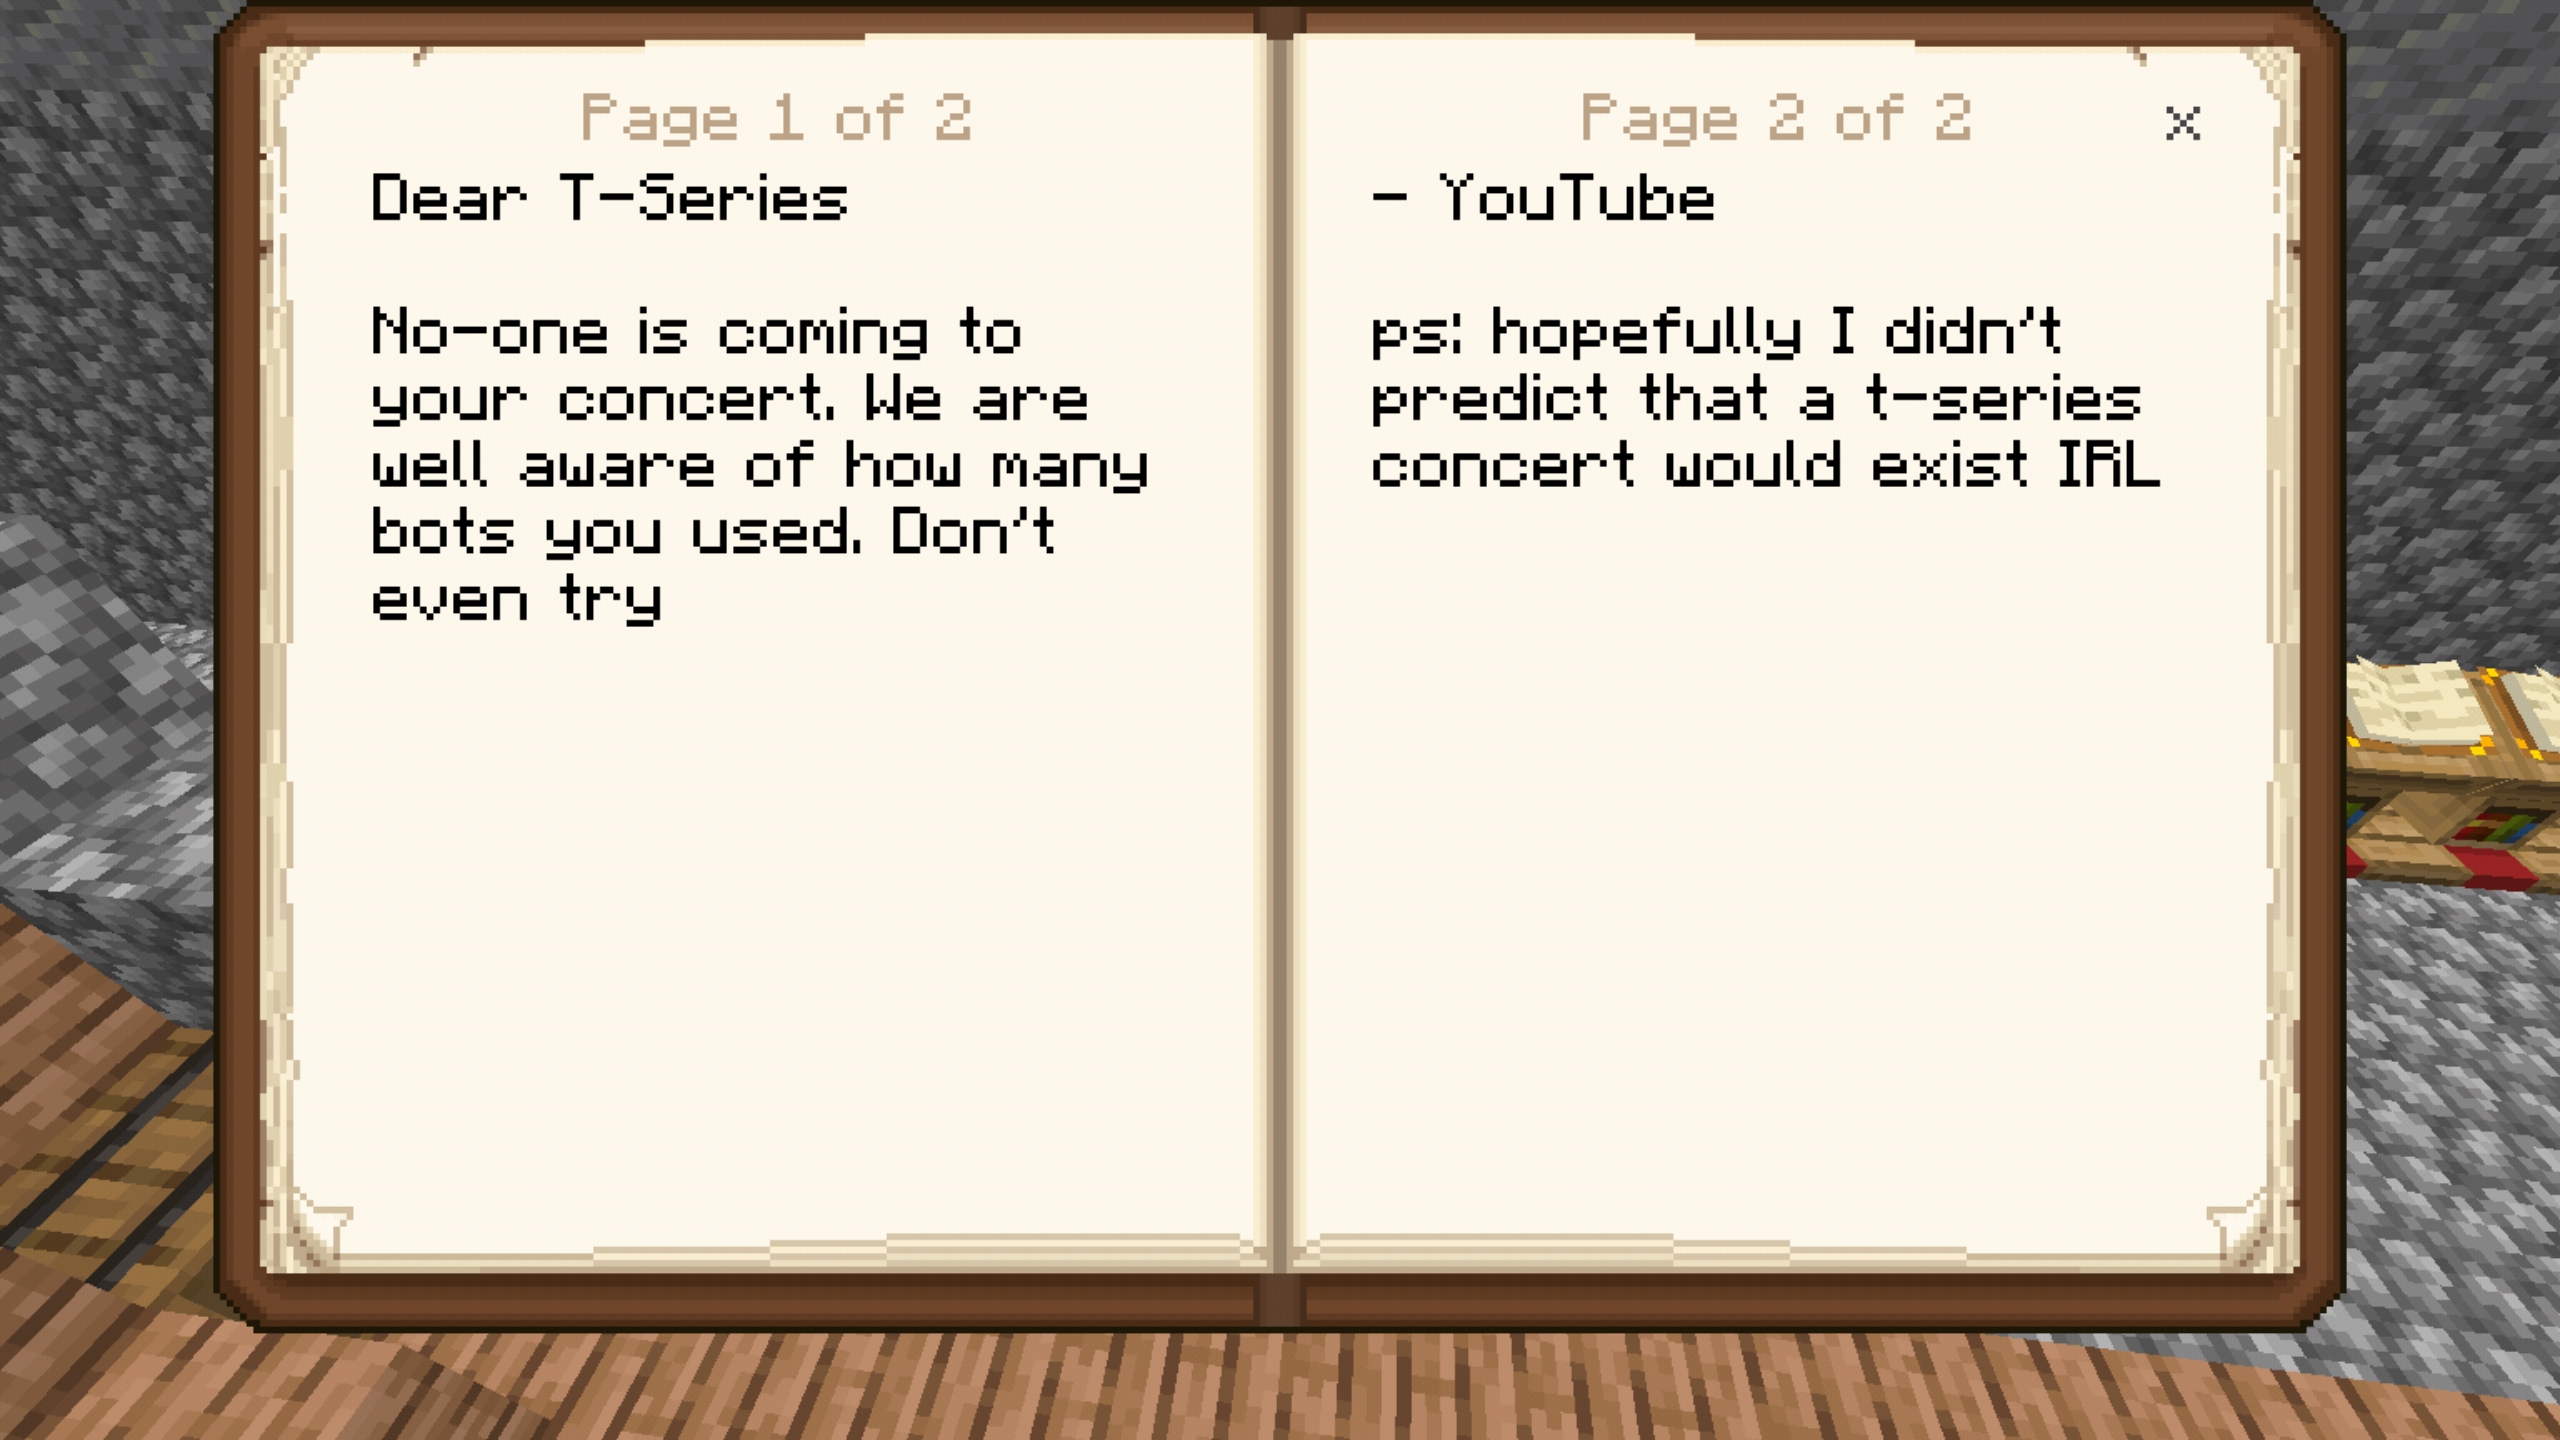 Page 1 of 2
Dear T-Series
No-one is coming to
your concert. We are
well aware of how many
bots you used. Don't
even try
Page 2 of 2
x
- YouTube
ps: hopefully I didn't
predict that a t-series
concert would exist IRL